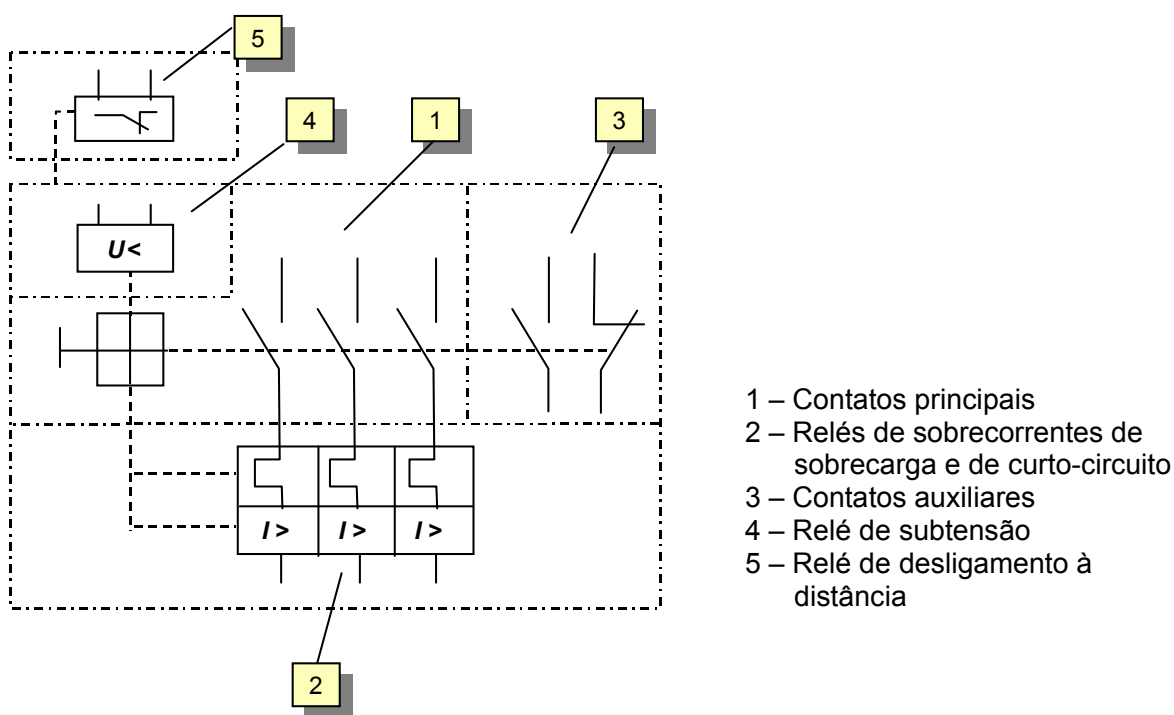 5
4
1
3
U<
1 – Contatos principais
2 – Relés de sobrecorrentes de
sobrecarga e de curto-circuito
3 – Contatos auxiliares
4 – Relé de subtensão
5 – Relé de desligamento à
distância
I > I > I >
2